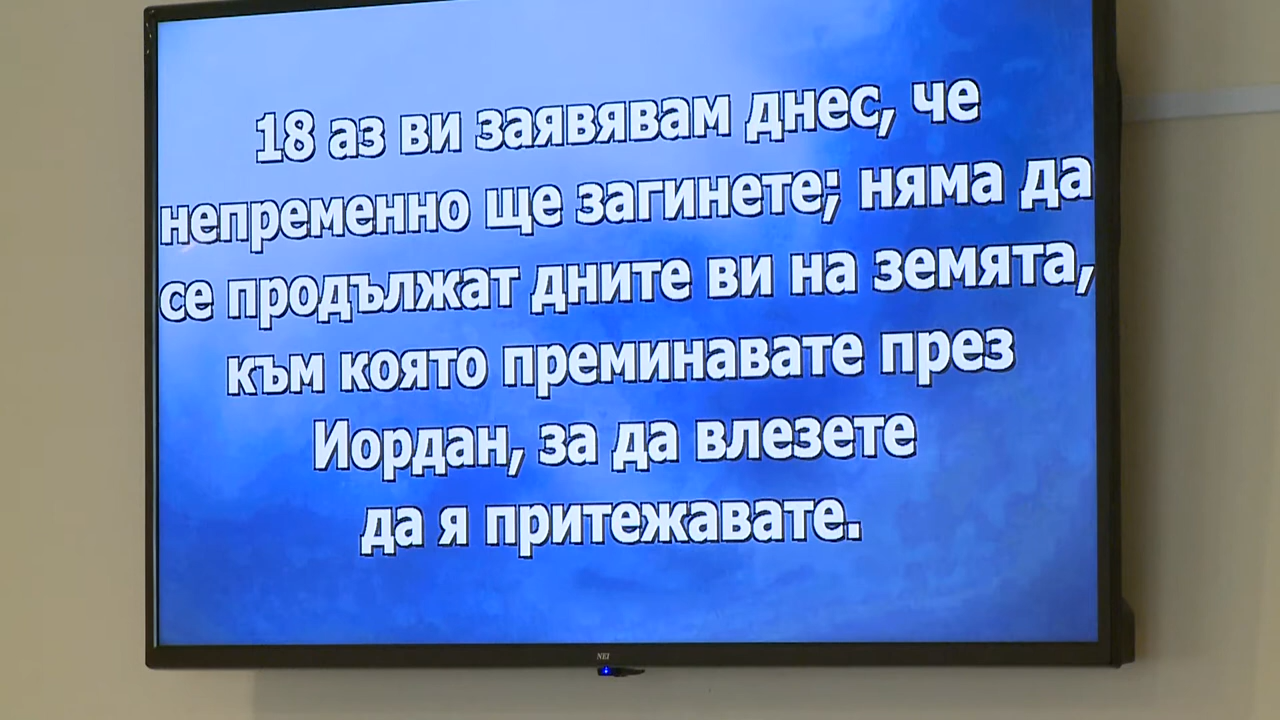 18 аз ви заявявам днес, че
непременно ще загинете; няма да
се продължат дните ви на земята,
към която преминавате през
Иордан, за да влезете
да я притежавате.
NEI